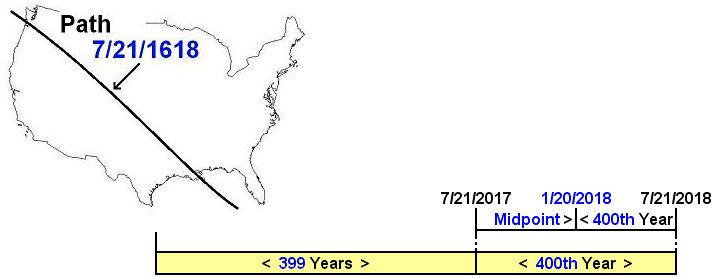 Path
7/21/1618
7/21/2017 1/20/2018 7/21/2018
Midpoint > < 400th Year
< 399 Years > < 400th Year >